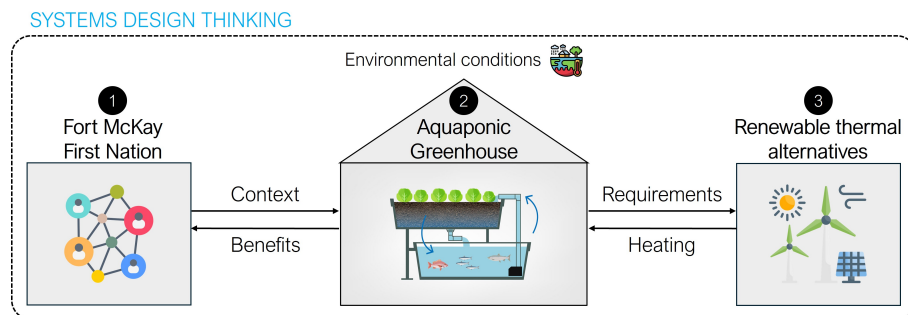 SYSTEMS DESIGN THINKING
Environmental conditions
1
Fort McKay
First Nation
2
Aquaponic
Greenhouse
3
Renewable thermal
alternatives
Context
Benefits
Requirements
Heating